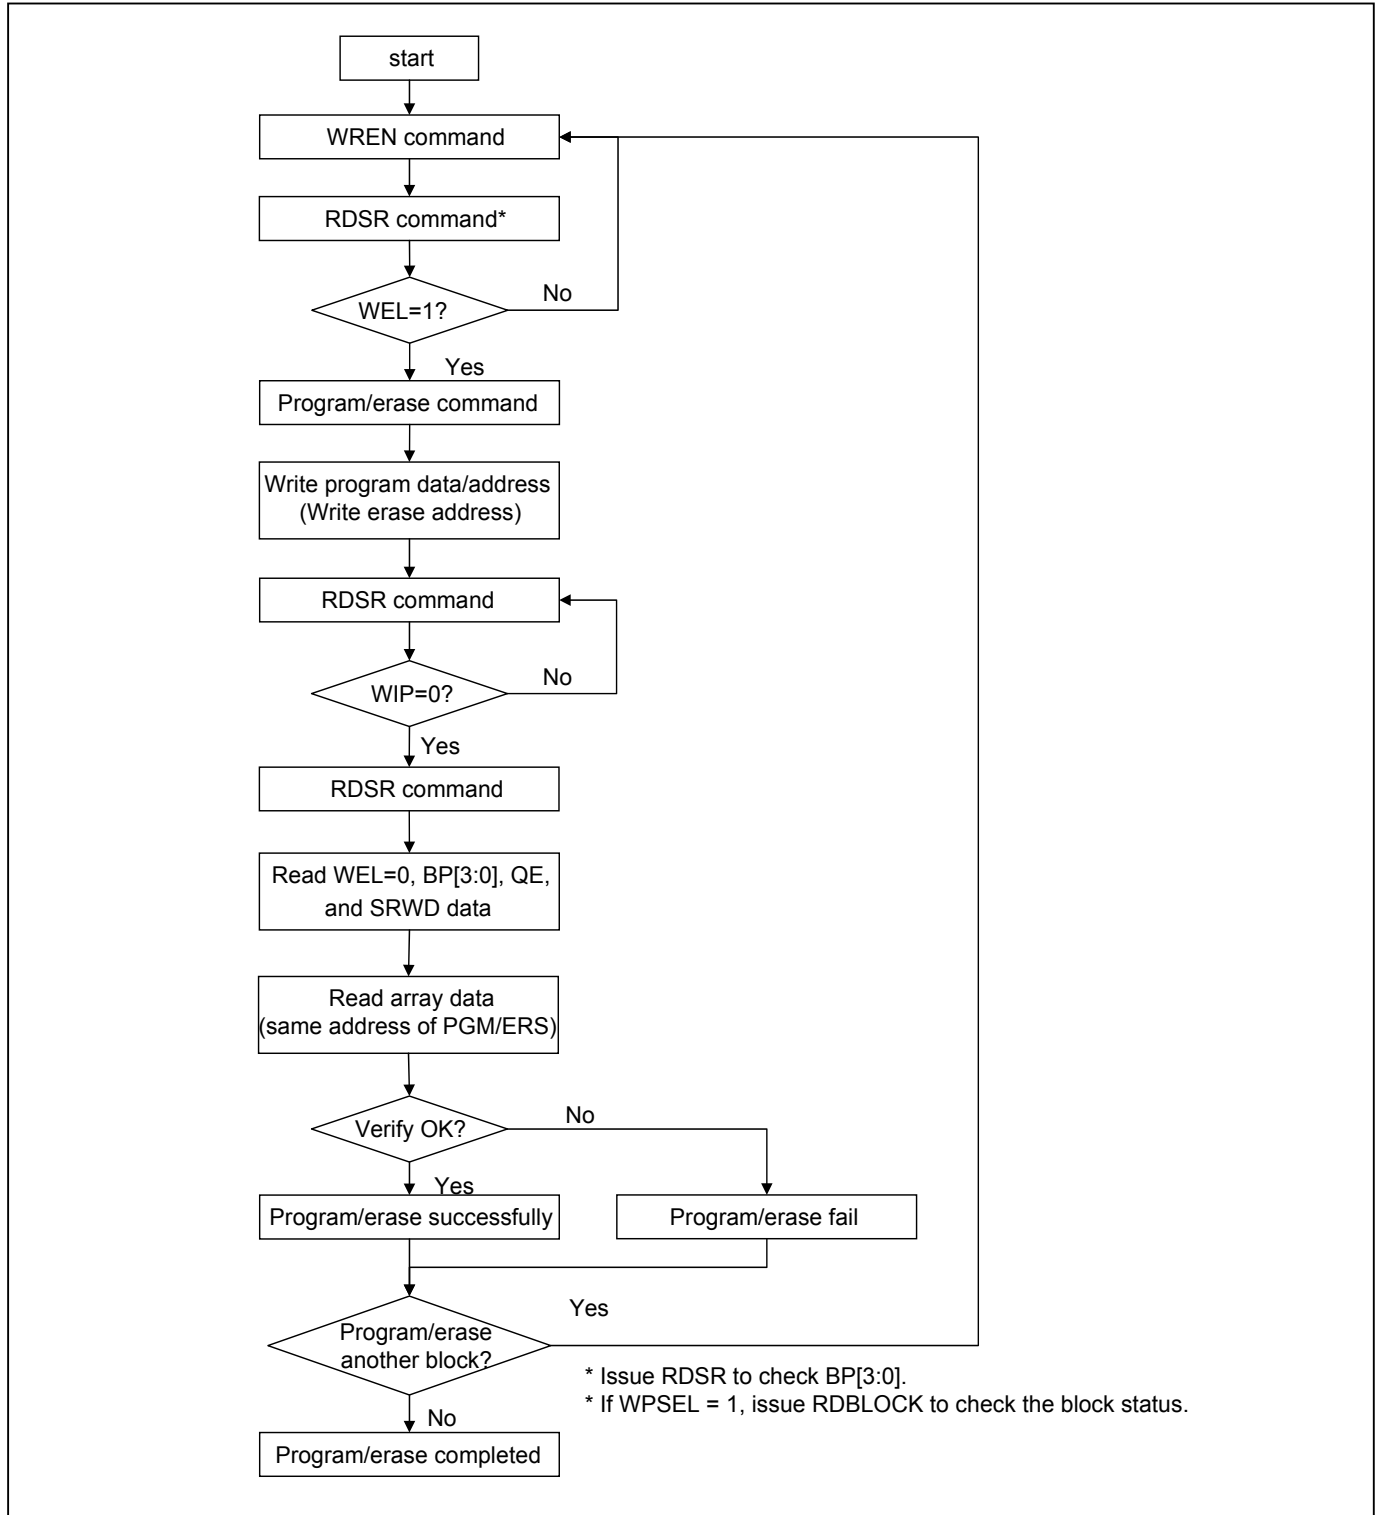 start
WREN command
RDSR command*
WEL=1?
No
Yes
Program/erase command
Write program data/address
(Write erase address)
RDSR command
WIP=0?
No
Yes
RDSR command
Read WEL=0, BP[3:0], QE,
and SRWD data
Read array data
(same address of PGM/ERS)
Verify OK?
No
Yes
Program/erase successfully
Program/erase fail
Yes
Program/erase
another block?
* Issue RDSR to check BP[3:0].
* If WPSEL = 1, issue RDBLOCK to check the block status.
No
Program/erase completed